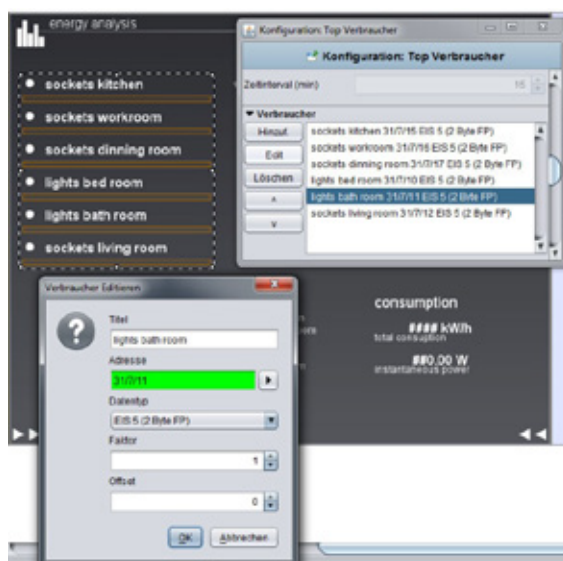 energy analysis
sockets kitchen
sockets workroom
sockets dinning room
lights bed room
lights bath room
sockets living room
Konfiguration: Top Verbraucher
Konfiguration: Top Verbraucher
Zeitinterval (min)
15
Verbraucher
Hinzuf.
Edit
Löschen
^
v
sockets kitchen 31/7/15 EIS 5 (2 Byte FP)
sockets workroom 31/7/16 EIS 5 (2 Byte FP)
sockets dinning room 31/7/17 EIS 5 (2 Byte FP)
lights bed room 31/7/10 EIS 5 (2 Byte FP)
lights bath room 31/7/11 EIS 5 (2 Byte FP)
sockets living room 31/7/12 EIS 5 (2 Byte FP)
Verbraucher Editieren
Titel
lights bath room
Adresse
31/7/11
Datentyp
EIS 5 (2 Byte FP)
Faktor
1
Offset
0
OK
Abbrechen
consumption
#### kW/h
total consuption
##0,00 W
instantaneous power